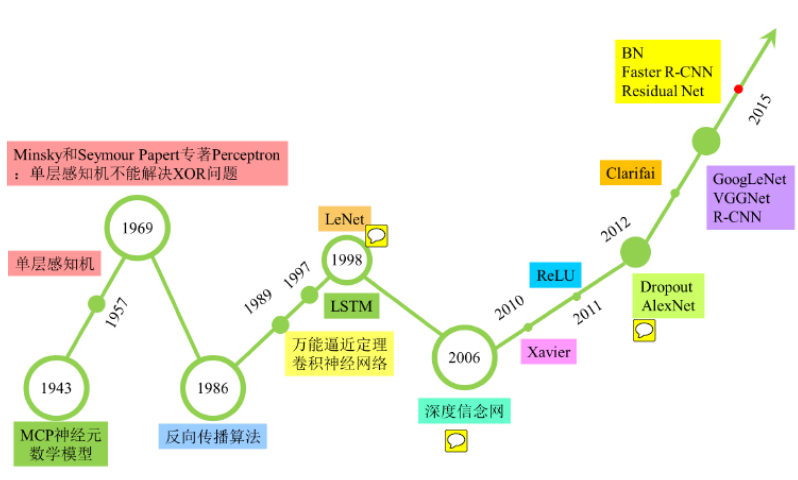 BN
Faster R-CNN
Residual Net
2015
Minsky和Seymour Papert专著Perceptron
：单层感知机不能解决XOR问题
Clarifai
GoogLeNet
VGGNet
R-CNN
LeNet
1969
2012
单层感知机
1998
1997
ReLU
Dropout
AlexNet
1989
LSTM
2010
2011
1957
万能逼近定理
卷积神经网络
Xavier
1943
1986
2006
MCP神经元
数学模型
反向传播算法
深度信念网